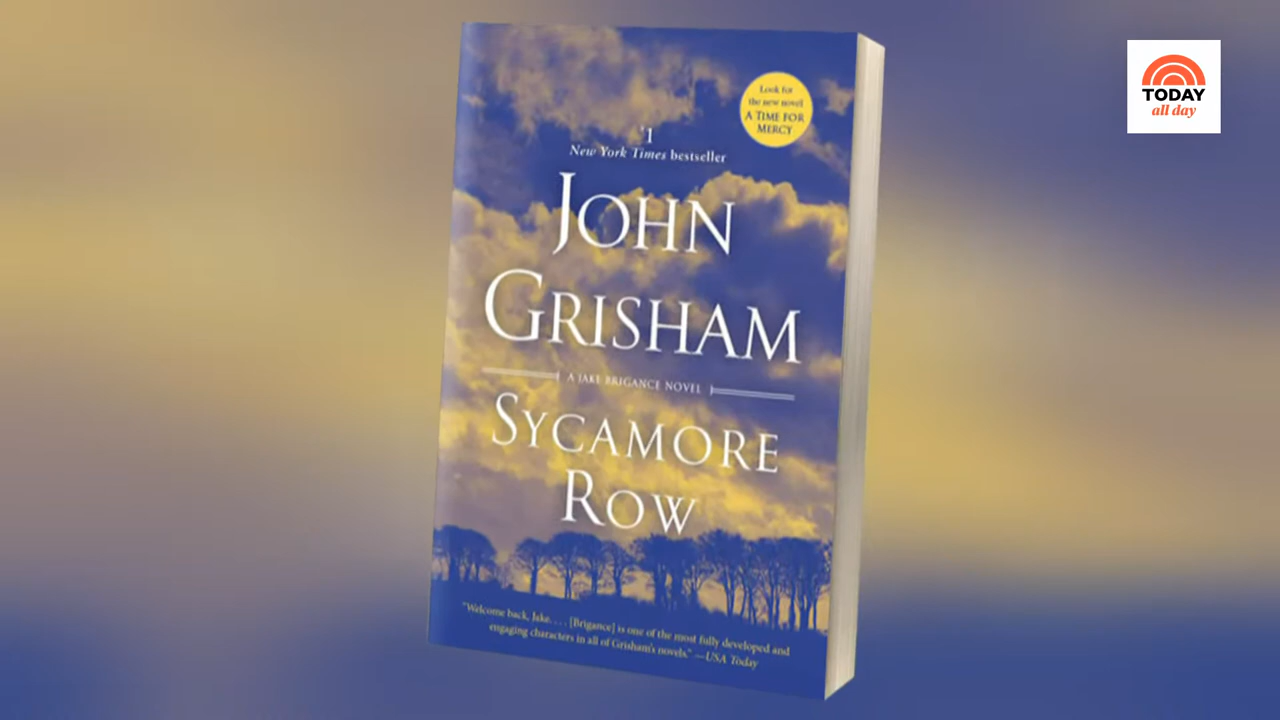 Look for
the new novel
A TIME FOR
MERCY
#1
New York Times bestseller
JOHN
GRISHAM
A JAKE BRIGANCE NOVEL
SYCAMORE
ROW
"Welcome back, Jake. . . . [Brigance] is one of the most fully developed and
engaging characters in all of Grisham's novels." —USA Today
TODAY
all day